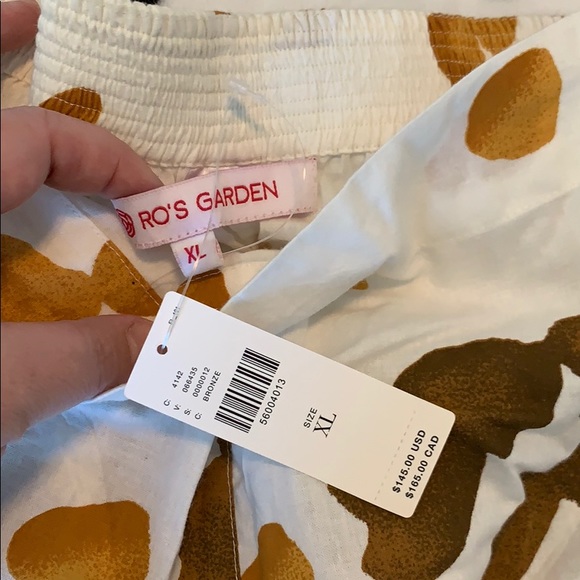 RO'S GARDEN
XL
C: 4142
V: 066435
S: 0000012
C: BRONZE
56004013
SIZE
XL
$145.00 USD
$165.00 CAD